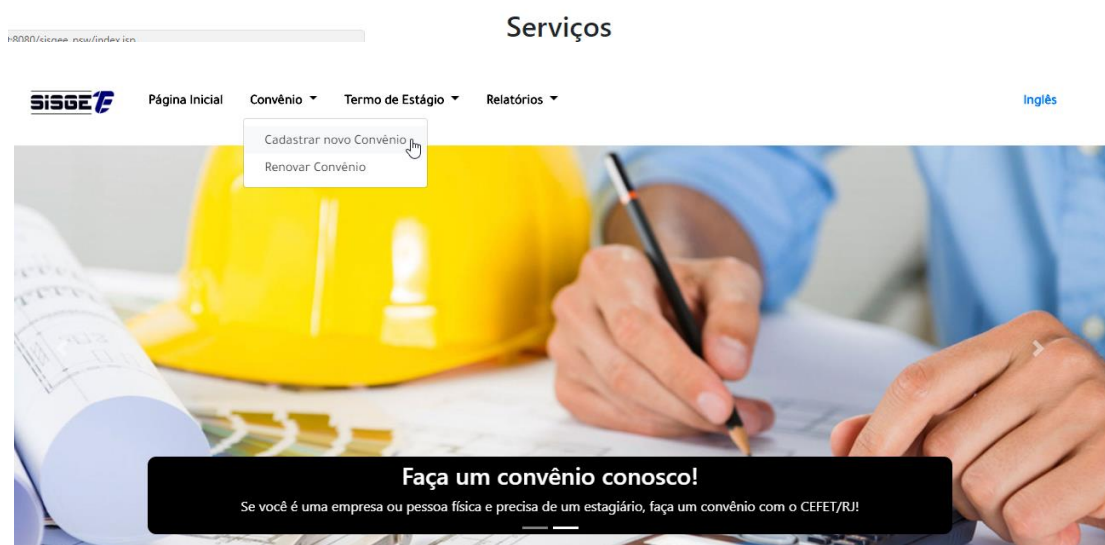 Serviços
:8080/sisgee_psw/index.jsp
SISGEE
Página Inicial Convênio Termo de Estágio Relatórios Inglês
Cadastrar novo Convênio
Renovar Convênio
Faça um convênio conosco!
Se você é uma empresa ou pessoa física e precisa de um estagiário, faça um convênio com o CEFET/RJ!